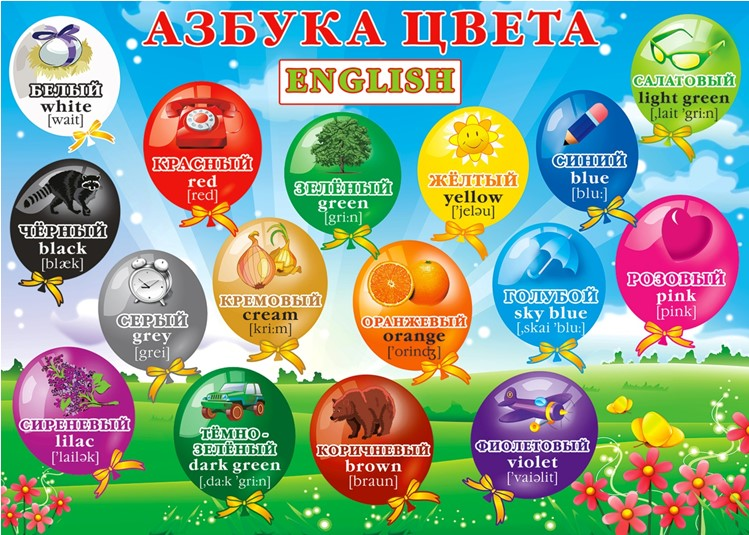 АЗБУКА ЦВЕТА
ENGLISH
БЕЛЫЙ
white
[wait]
КРАСНЫЙ
red
[red]
ЗЕЛЁНЫЙ
green
[gri:n]
ЖЁЛТЫЙ
yellow
['jeləu]
СИНИЙ
blue
[blu:]
САЛАТОВЫЙ
light green
[,lait 'gri:n]
ЧЁРНЫЙ
black
[blæk]
СЕРЫЙ
grey
[grei]
КРЕМОВЫЙ
cream
[kri:m]
ОРАНЖЕВЫЙ
orange
['orinʤ]
ГОЛУБОЙ
sky blue
[,skai 'blu:]
РОЗОВЫЙ
pink
[pink]
СИРЕНЕВЫЙ
lilac
['lailək]
ТЁМНО-
ЗЕЛЁНЫЙ
dark green
[,da:k 'gri:n]
КОРИЧНЕВЫЙ
brown
[braun]
ФИОЛЕТОВЫЙ
violet
['vaiəlit]